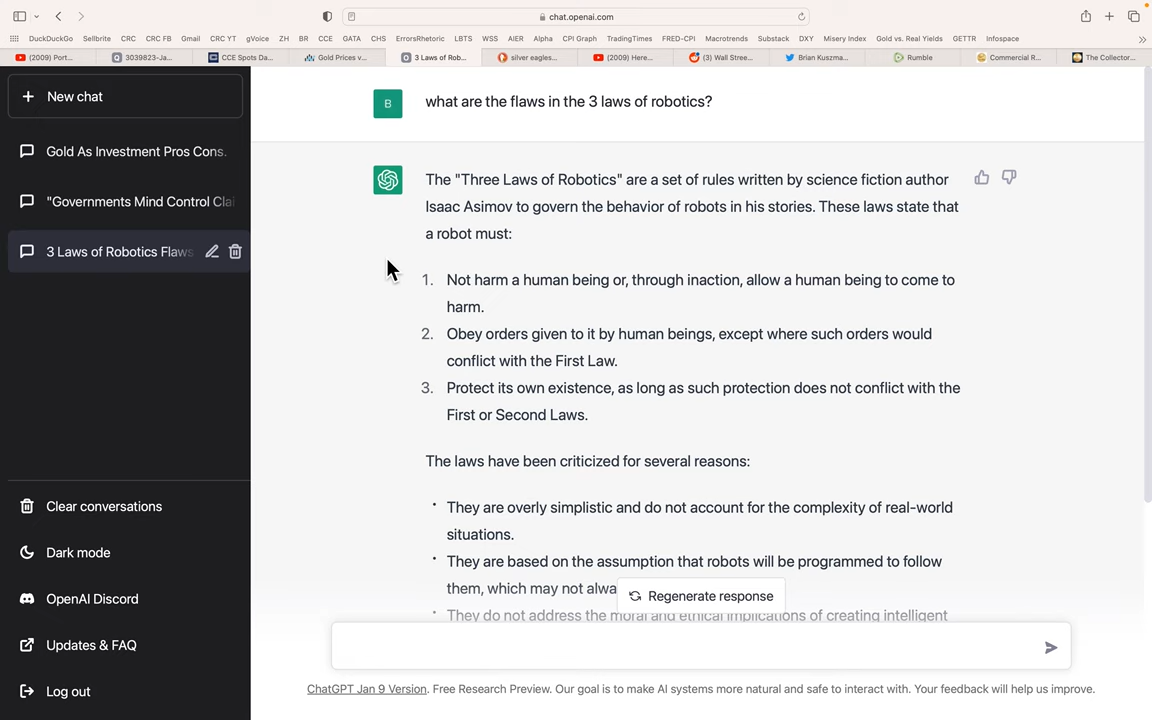 chat.openai.com
DuckDuckGo Sellbrite CRC CRC FB Gmail CRC YT gVoice ZH BR CCE GATA CHS ErrorsRhetoric LBTS WSS AIER Alpha CPI Graph TradingTimes FRED-CPI Macrotrends Substack DXY Misery Index Gold vs. Real Yields GETTR Infospace
(2009) Port... 3039823-Ja... CCE Spots Da... Gold Prices v... 3 Laws of Rob... silver eagles... (2009) Here... (3) Wall Stree... Brian Kuszma... Rumble Commercial R... The Collector...
New chat
Gold As Investment Pros Cons.
"Governments Mind Control Clai
3 Laws of Robotics Flaws
Clear conversations
Dark mode
OpenAI Discord
Updates & FAQ
Log out
B
what are the flaws in the 3 laws of robotics?
The "Three Laws of Robotics" are a set of rules written by science fiction author
Isaac Asimov to govern the behavior of robots in his stories. These laws state that
a robot must:
1. Not harm a human being or, through inaction, allow a human being to come to
harm.
2. Obey orders given to it by human beings, except where such orders would
conflict with the First Law.
3. Protect its own existence, as long as such protection does not conflict with the
First or Second Laws.
The laws have been criticized for several reasons:
• They are overly simplistic and do not account for the complexity of real-world
situations.
• They are based on the assumption that robots will be programmed to follow
them, which may not alwa
Regenerate response
• They do not address the moral and ethical implications of creating intelligent
ChatGPT Jan 9 Version. Free Research Preview. Our goal is to make AI systems more natural and safe to interact with. Your feedback will help us improve.